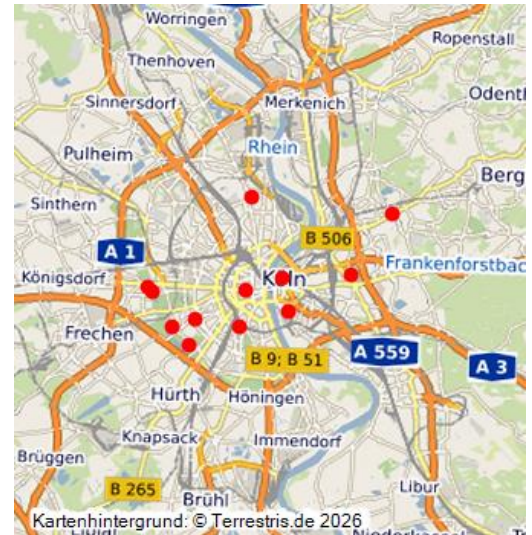 Worringen
Ropenstall
Thenhoven
Sinnersdorf
Merkenich
Odenth
Rhein
Pulheim
Berg
Sinthern
B 506
A 1
Königsdorf
Köln
Frankenforstbac
Frechen
A 559
B 9; B 51
A 3
Hürth
Höningen
Knapsack
Immendorf
Brüggen
B 265
Brühl
Libur
Kartenhintergrund: © Terrestris.de 2026